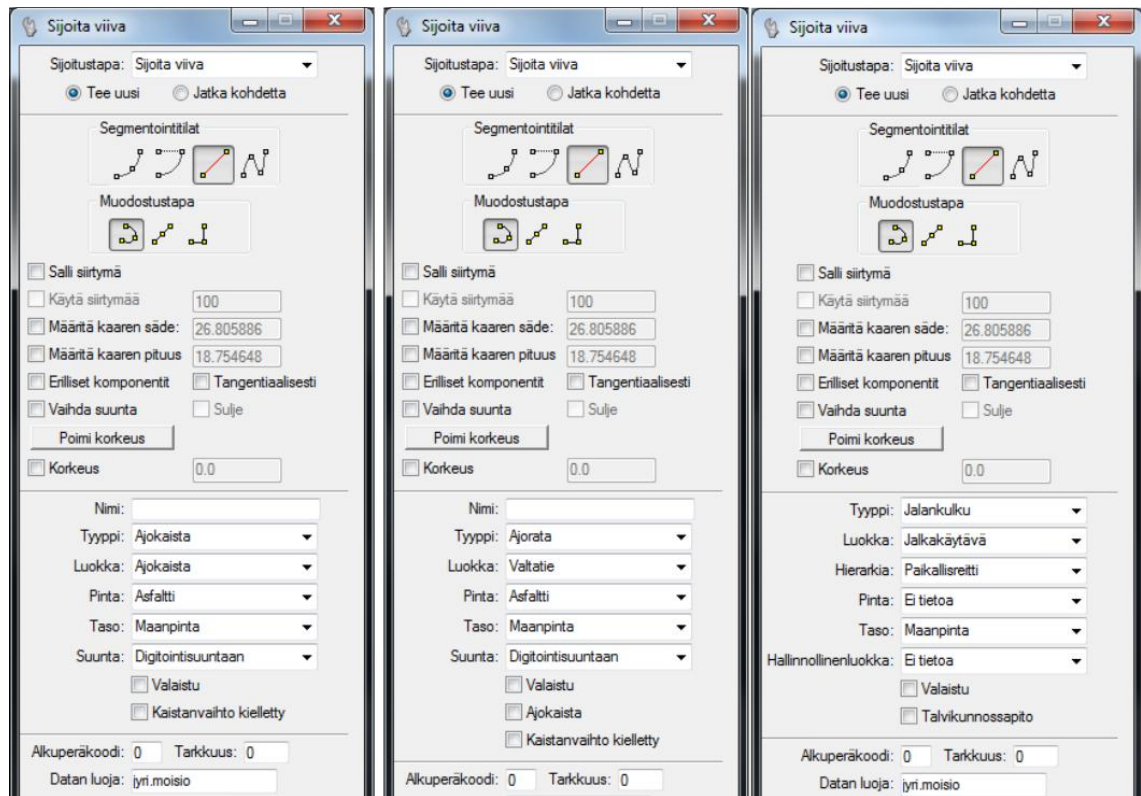 Sijoita viiva
Sijoitustapa: Sijoita viiva
Tee uusi Jatka kohdetta
Segmentointitilat
Muodostustapa
Salli siirtymä
Käytä siirtymää 100
Määritä kaaren säde: 26.805886
Määritä kaaren pituus 18.754648
Erilliset komponentit Tangentiaalisesti
Vaihda suunta Sulje
Poimi korkeus
Korkeus 0.0
Nimi:
Tyyppi: Ajokaista
Luokka: Ajokaista
Pinta: Asfaltti
Taso: Maanpinta
Suunta: Digitointisuuntaan
Valaistu
Kaistanvaihto kielletty
Alkuperäkoodi: 0 Tarkkuus: 0
Datan luoja: jyri.moisio
Sijoita viiva
Sijoitustapa: Sijoita viiva
Tee uusi Jatka kohdetta
Segmentointitilat
Muodostustapa
Salli siirtymä
Käytä siirtymää 100
Määritä kaaren säde: 26.805886
Määritä kaaren pituus 18.754648
Erilliset komponentit Tangentiaalisesti
Vaihda suunta Sulje
Poimi korkeus
Korkeus 0.0
Nimi:
Tyyppi: Ajorata
Luokka: Valtatie
Pinta: Asfaltti
Taso: Maanpinta
Suunta: Digitointisuuntaan
Valaistu
Ajokaista
Kaistanvaihto kielletty
Alkuperäkoodi: 0 Tarkkuus: 0
Sijoita viiva
Sijoitustapa: Sijoita viiva
Tee uusi Jatka kohdetta
Segmentointitilat
Muodostustapa
Salli siirtymä
Käytä siirtymää 100
Määritä kaaren säde: 26.805886
Määritä kaaren pituus 18.754648
Erilliset komponentit Tangentiaalisesti
Vaihda suunta Sulje
Poimi korkeus
Korkeus 0.0
Tyyppi: Jalankulku
Luokka: Jalkakäytävä
Hierarkia: Paikallisreitti
Pinta: Ei tietoa
Taso: Maanpinta
Hallinnollinenluokka: Ei tietoa
Valaistu
Talvikunnossapito
Alkuperäkoodi: 0 Tarkkuus: 0
Datan luoja: jyri.moisio